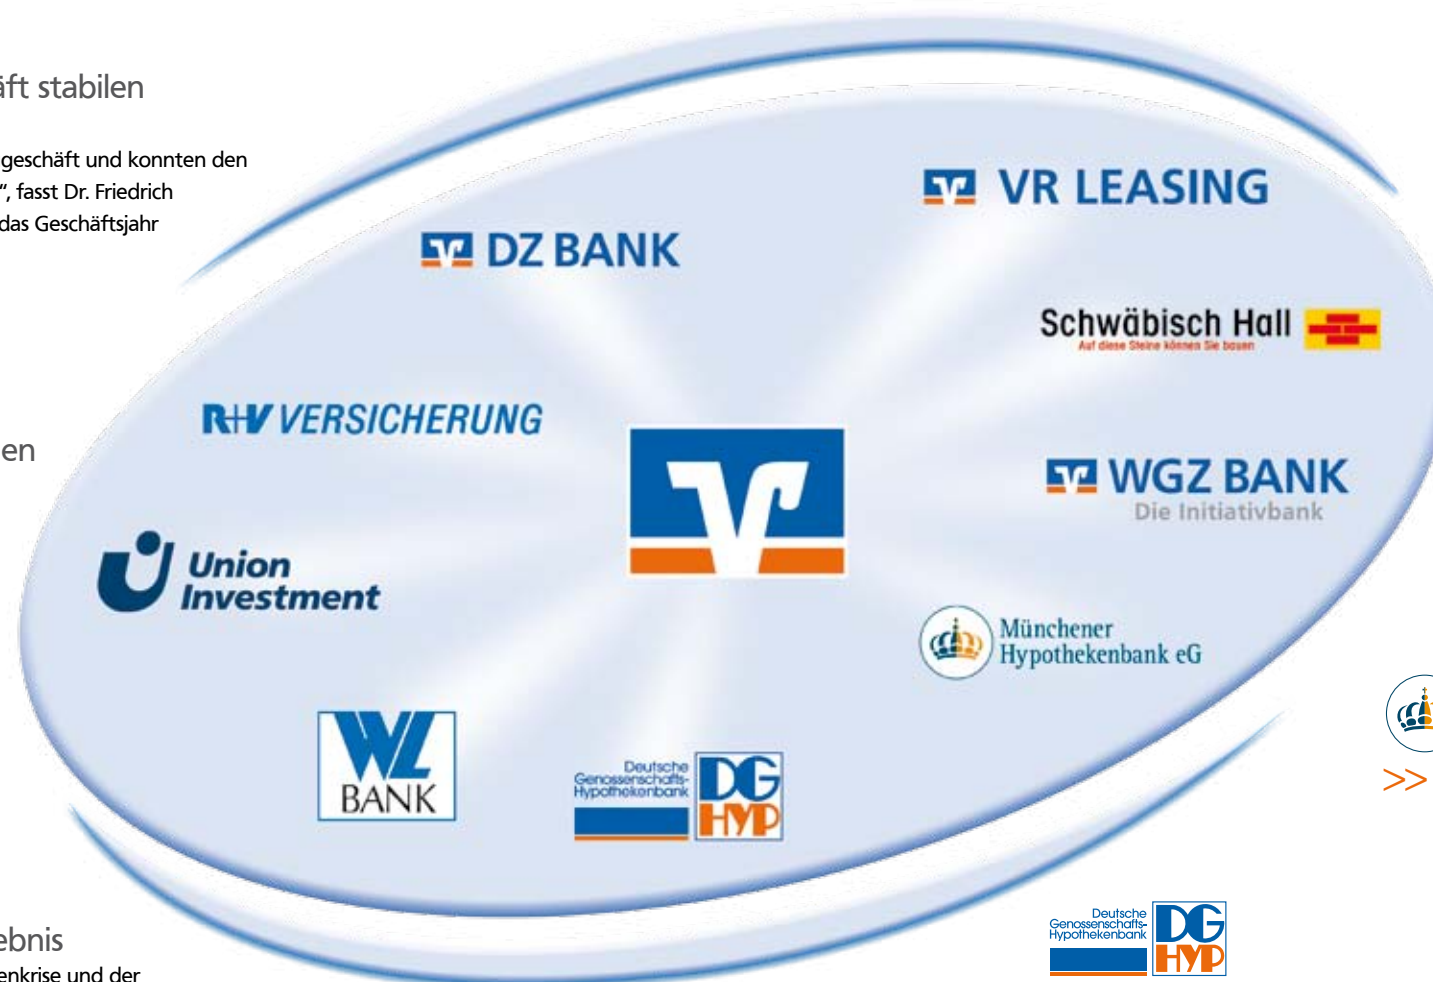 äft stabilen
geschäft und konnten den
“, fasst Dr. Friedrich
das Geschäftsjahr
en
ebnis
enkrise und der
DZ BANK
VR LEASING
Schwäbisch Hall
Auf diese Steine können Sie bauen
R+V VERSICHERUNG
WGZ BANK
Die Initiativbank
Union
Investment
Münchener
Hypothekenbank eG
WL
BANK
Deutsche
Genossenschafts-
Hypothekenbank
DG
HYP
>>
Deutsche
Genossenschafts-
Hypothekenbank
DG
HYP